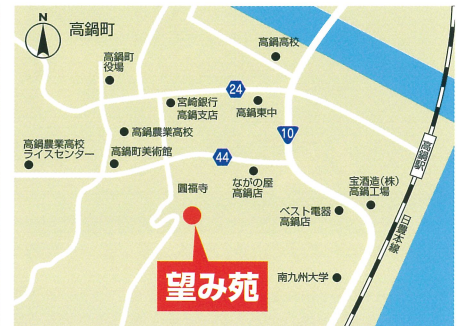 N
高鍋町
高鍋高校
高鍋町
役場
24
宮崎銀行
高鍋支店
高鍋東中
10
高鍋農業高校
高鍋農業高校
ライスセンター
高鍋町美術館
44
高鍋駅
圓福寺
ながの屋
高鍋店
宝酒造(株)
高鍋工場
ベスト電器
高鍋店
日豊本線
望み苑
南九州大学